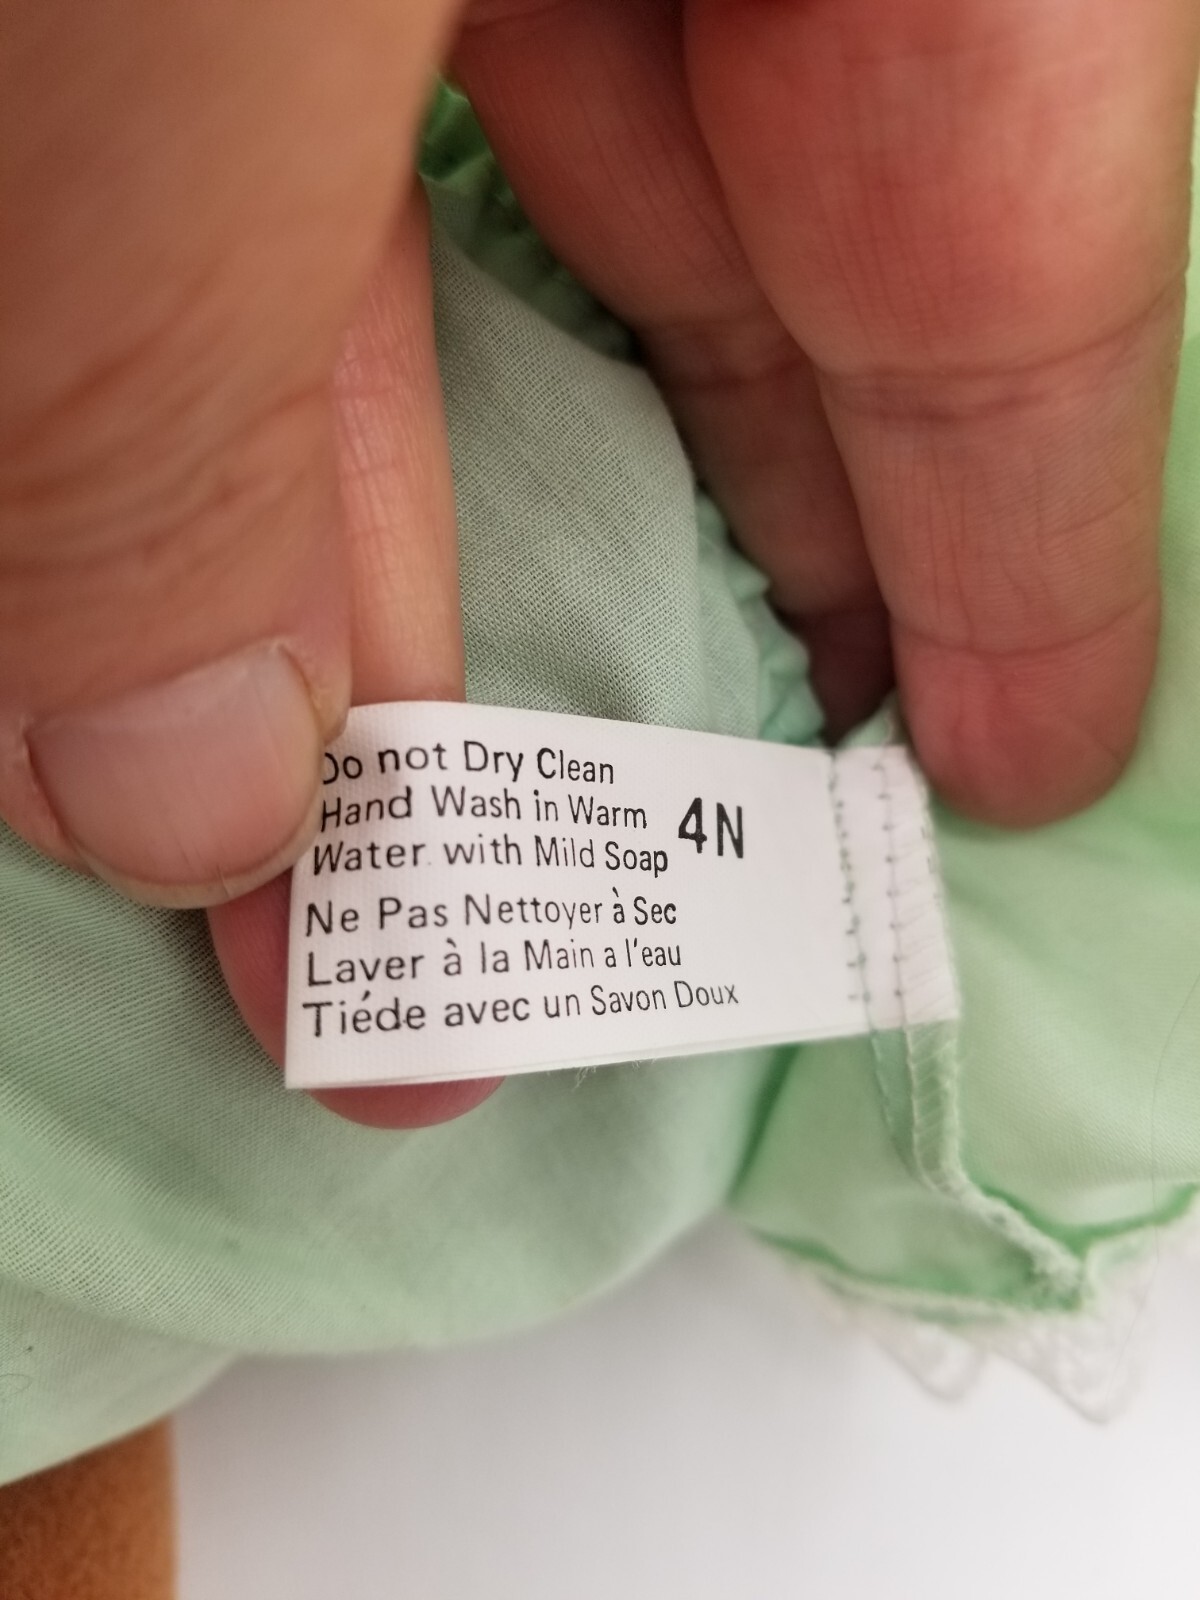 Do not Dry Clean
Hand Wash in Warm
Water with Mild Soap
4N
Ne Pas Nettoyer à Sec
Laver à la Main a l'eau
Tiéde avec un Savon Doux